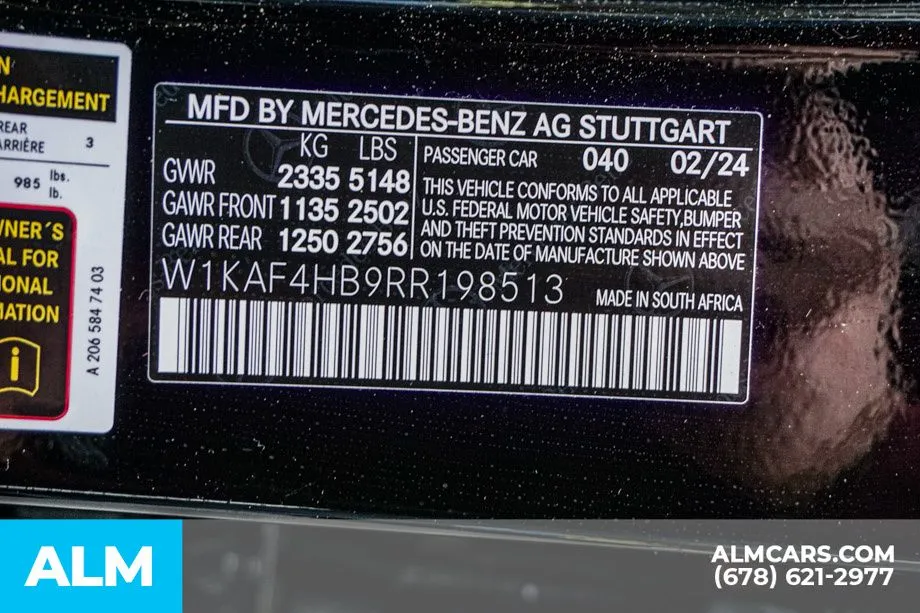 N
HARGEMENT
REAR
ARRIÈRE 3
985 lbs.
lb.
WNER´S
AL FOR
IONAL
MATION
A 206 584 74 03
MFD BY MERCEDES-BENZ AG STUTTGART
KG LBS
GVWR 2335 5148
GAWR FRONT 1135 2502
GAWR REAR 1250 2756
PASSENGER CAR 040 02/24
THIS VEHICLE CONFORMS TO ALL APPLICABLE
U.S. FEDERAL MOTOR VEHICLE SAFETY,BUMPER
AND THEFT PREVENTION STANDARDS IN EFFECT
ON THE DATE OF MANUFACTURE SHOWN ABOVE
W1KAF4HB9RR198513
MADE IN SOUTH AFRICA
ALM
ALMCARS.COM
(678) 621-2977